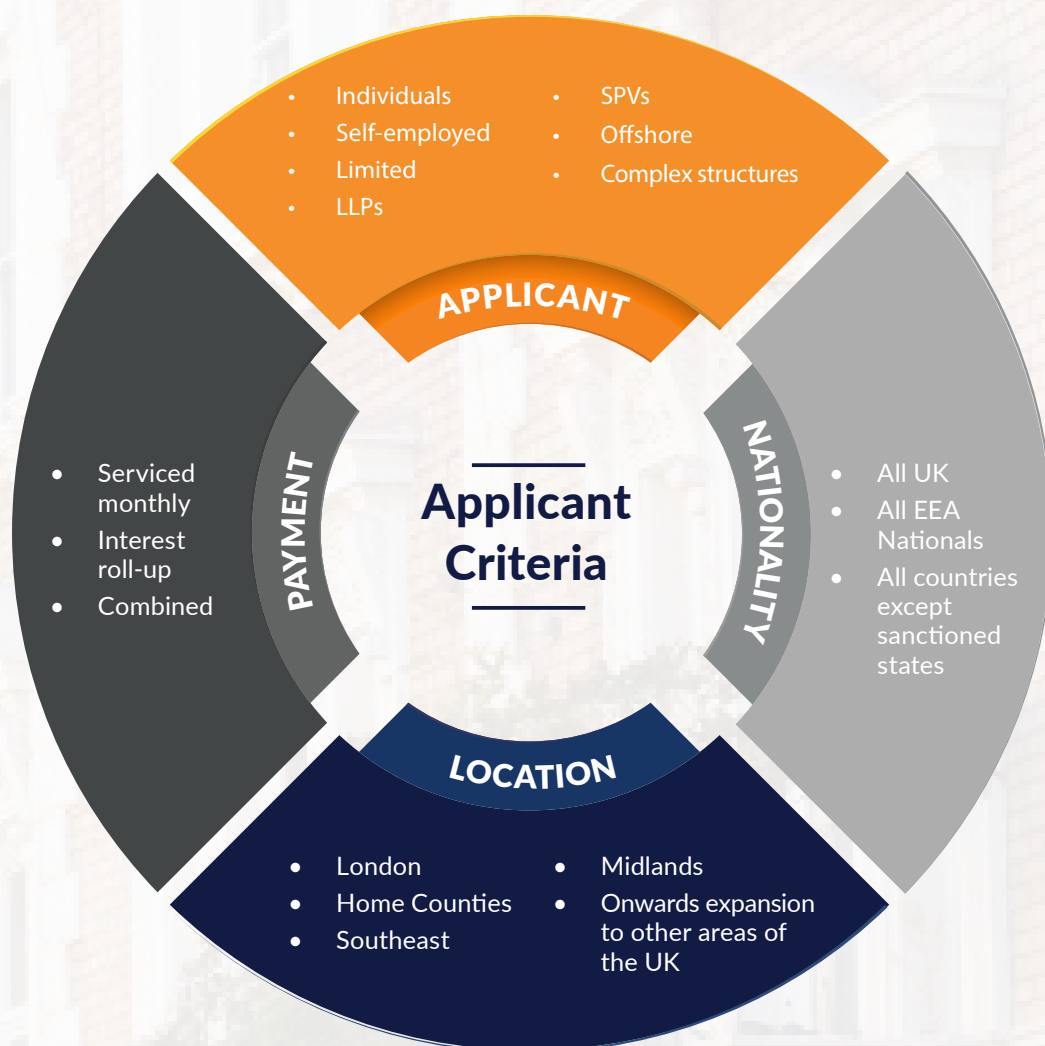 Individuals
Self-employed
Limited
LLPs
SPVs
Offshore
Complex structures
APPLICANT
Serviced
monthly
Interest
roll-up
Combined
PAYMENT
Applicant
Criteria
NATIONALITY
All UK
All EEA
Nationals
All countries
except
sanctioned
states
LOCATION
London
Home Counties
Southeast
Midlands
Onwards expansion
to other areas of
the UK